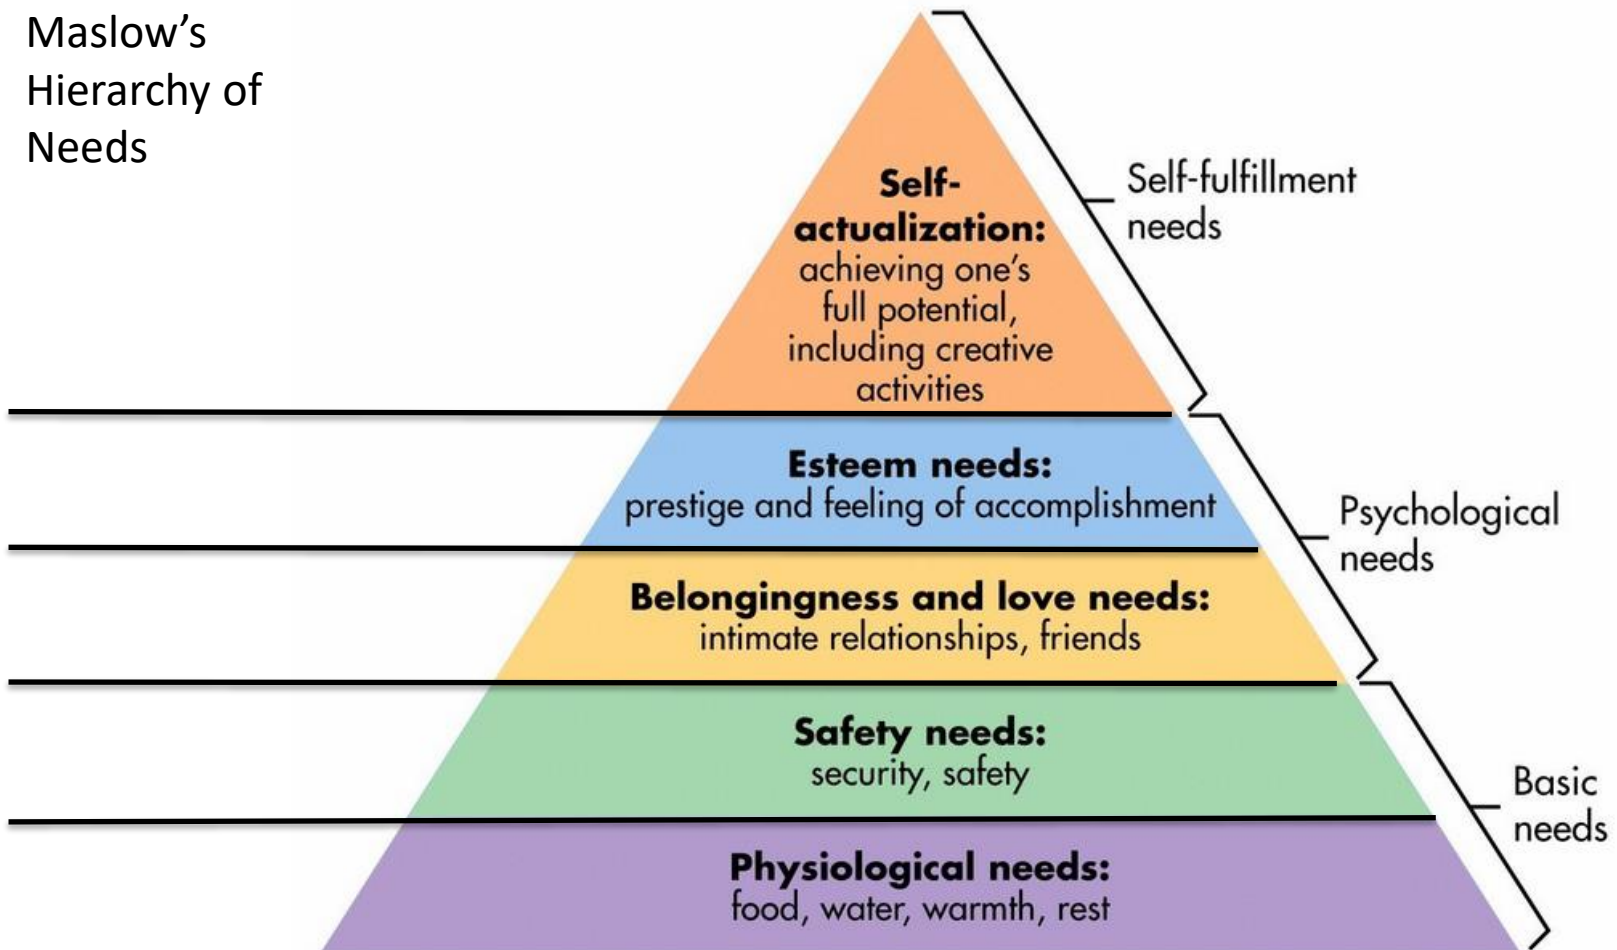 Maslow’s
Hierarchy of
Needs
Self-
actualization:
achieving one’s
full potential,
including creative
activities
Self-fulfillment
needs
Esteem needs:
prestige and feeling of accomplishment
Psychological
needs
Belongingness and love needs:
intimate relationships, friends
Safety needs:
security, safety
Basic
needs
Physiological needs:
food, water, warmth, rest